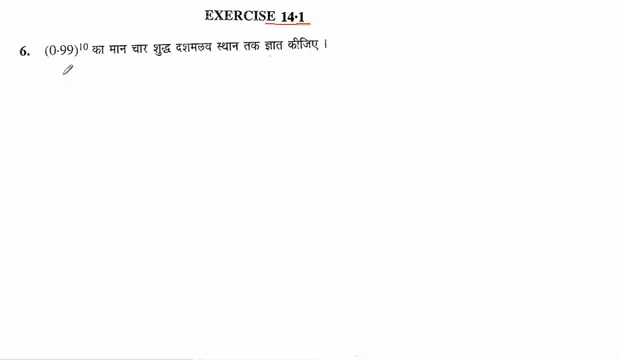 EXERCISE 14·1
6. (0·99)¹⁰ का मान चार शुद्ध दशमलव स्थान तक ज्ञात कीजिए ।